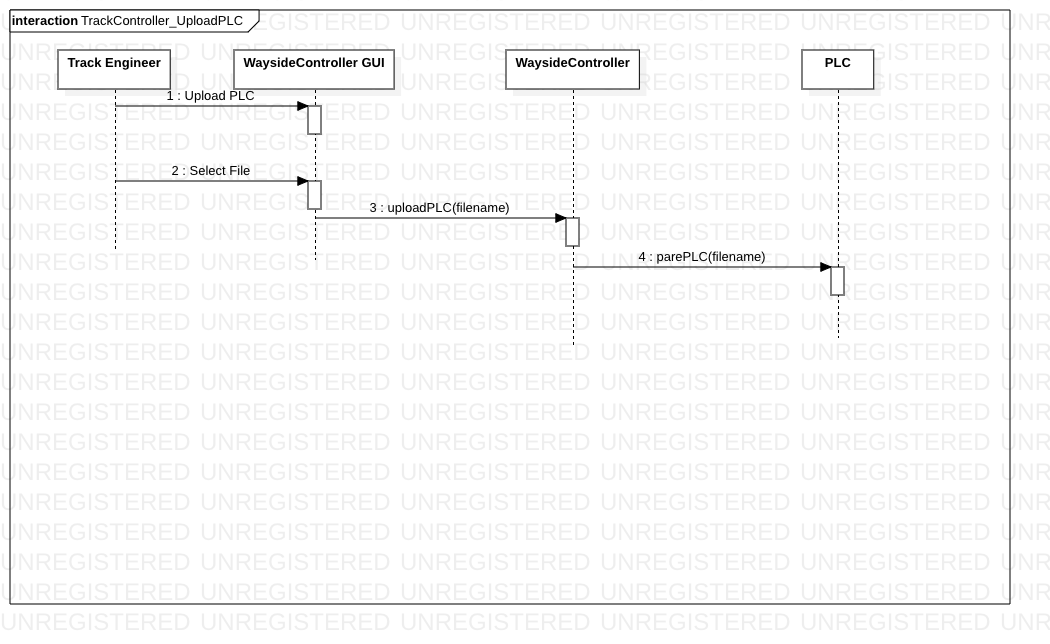 interaction TrackController_UploadPLC
Track Engineer
WaysideController GUI
WaysideController
PLC
1 : Upload PLC
2 : Select File
3 : uploadPLC(filename)
4 : parePLC(filename)
UNREGISTERED UNREGISTERED UNREGISTERED UNREGISTERED UNREGISTERED UNR